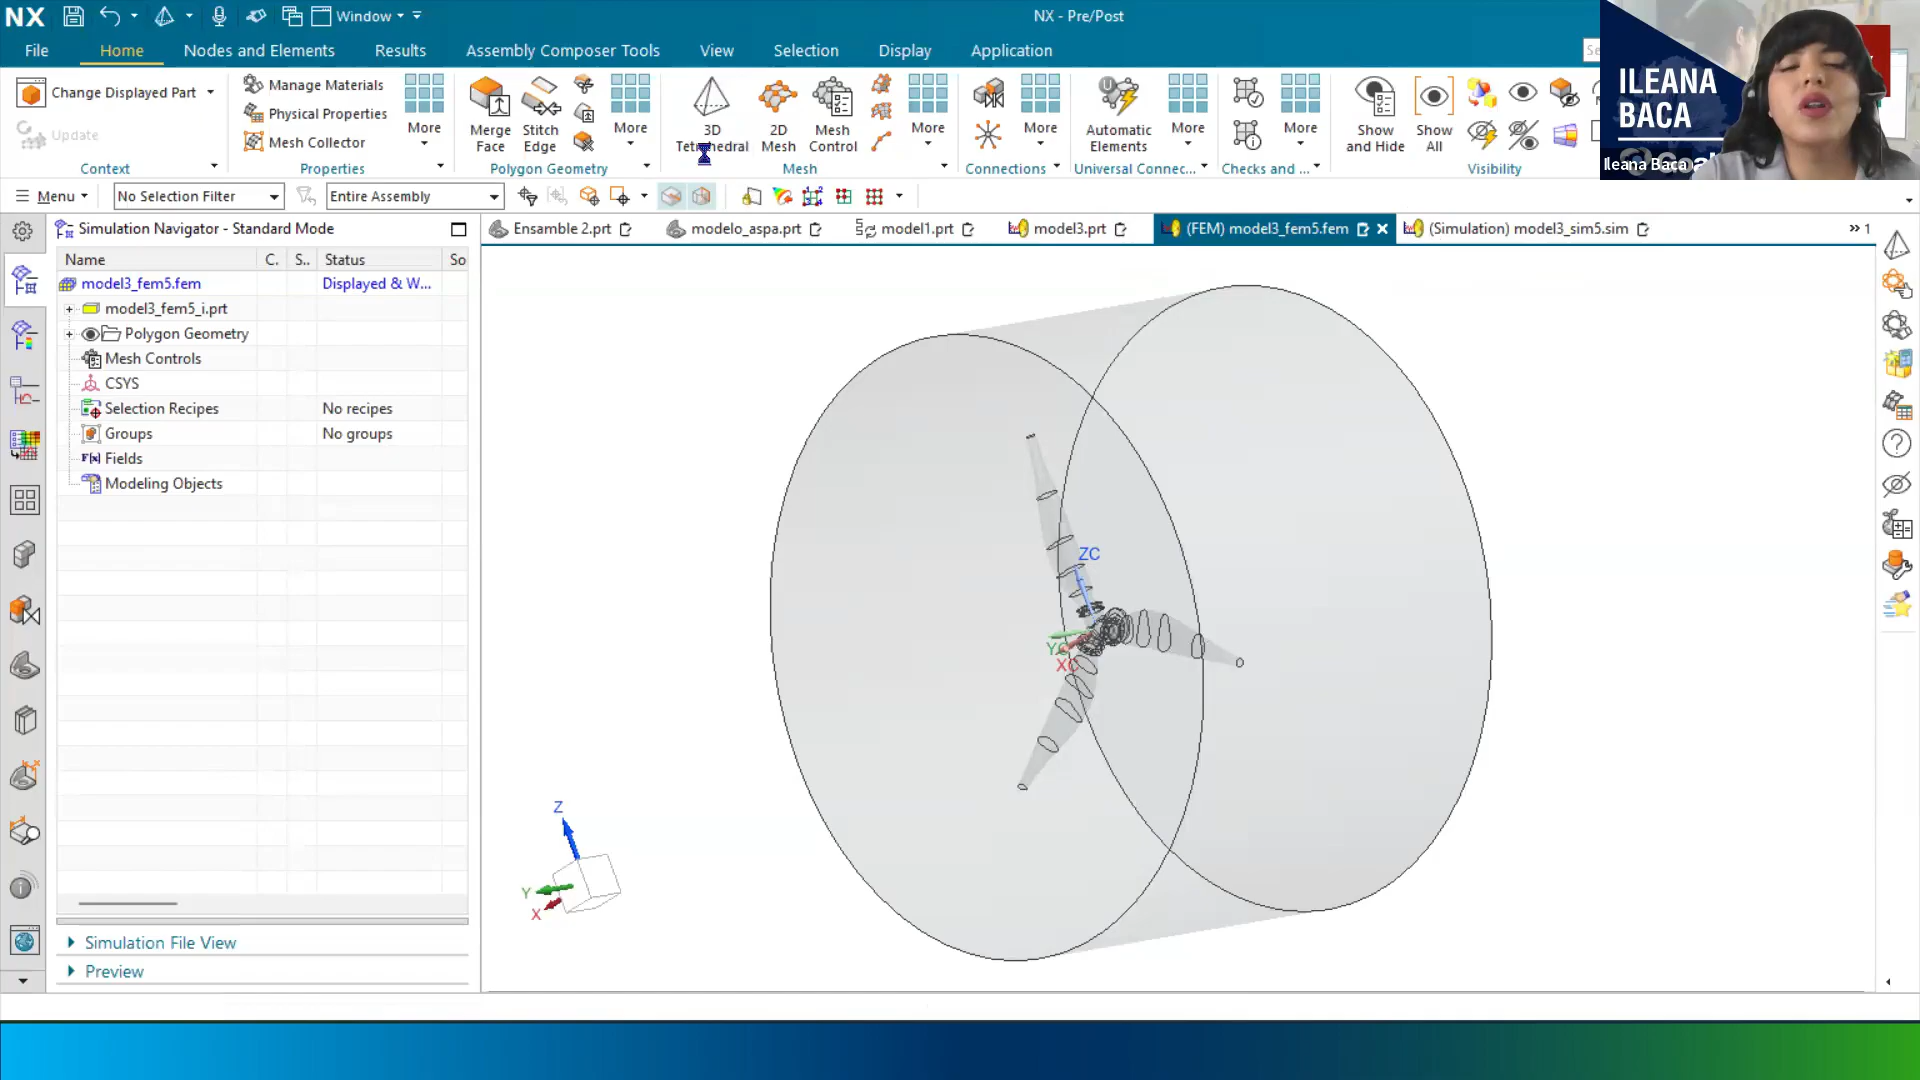 NX
Window
NX - Pre/Post
File
Home
Nodes and Elements
Results
Assembly Composer Tools
View
Selection
Display
Application
Se
Change Displayed Part
Update
Context
Manage Materials
Physical Properties
Mesh Collector
More
Properties
Merge
Face
Stitch
Edge
More
Polygon Geometry
3D
Tetrahedral
2D
Mesh
Mesh
Control
More
Mesh
More
Connections
Automatic
Elements
More
Universal Connec...
More
Checks and ...
Show
and Hide
Show
All
Visibility
ILEANA
BACA
Ileana Baca
Menu
No Selection Filter
Entire Assembly
Simulation Navigator - Standard Mode
Ensamble 2.prt
modelo_aspa.prt
model1.prt
model3.prt
(FEM) model3_fem5.fem
(Simulation) model3_sim5.sim
1
Name
C.
S..
Status
So
model3_fem5.fem
Displayed & W...
model3_fem5_i.prt
Polygon Geometry
Mesh Controls
CSYS
Selection Recipes
No recipes
Groups
No groups
Fields
Modeling Objects
ZC
YC
XC
Z
Y
X
Simulation File View
Preview